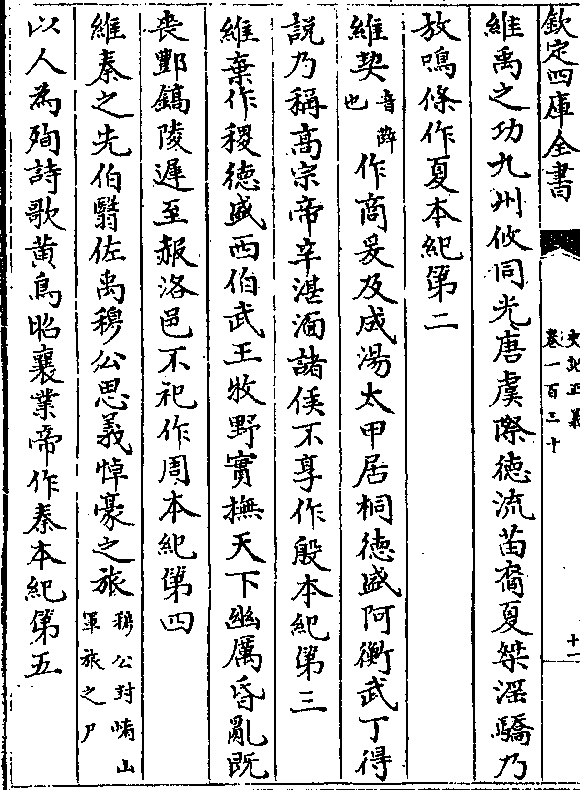 欽定四庫全書
史記正義
卷一百三十
十一
維禹之功九州攸同光唐虞際徳流苗裔夏桀淫驕乃
放鳴條作夏本紀第二
維契音薛也作商爰及成湯太甲居桐徳盛阿衡武丁得
説乃稱髙宗帝辛湛湎諸侯不享作殷本紀第三
維棄作稷徳盛西伯武王牧野實撫天下幽厲昏亂既
喪酆鎬陵遲至赧洛邑不祀作周本紀第四
維秦之先伯翳佐禹穆公思義悼豪之旅穆公封崤山軍旅之尸
以人為殉詩歌黄鳥昭襄業帝作秦本紀第五